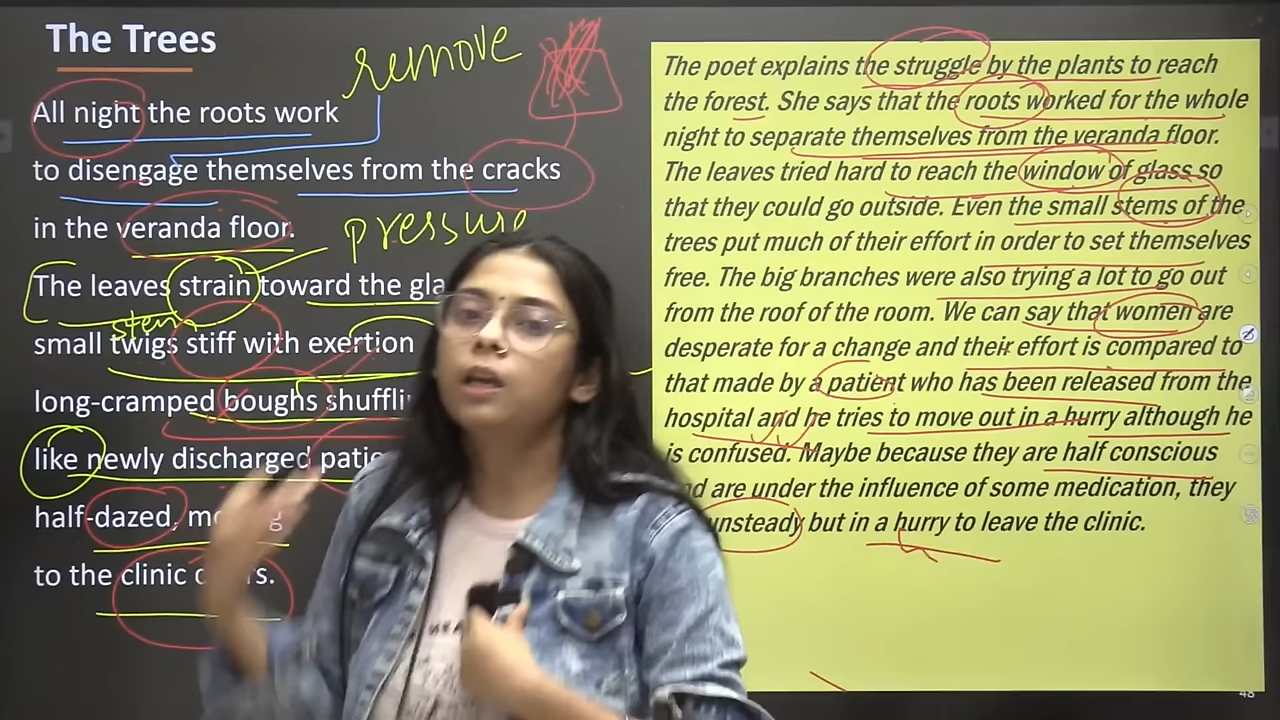 The Trees
remove
All night the roots work
to disengage themselves from the cracks
in the veranda floor.
pressure
The leaves strain toward the gla
stem
small twigs stiff with exertion
long-cramped boughs shuffli
like newly discharged patie
half-dazed,
to the clinic
The poet explains the struggle by the plants to reach
the forest. She says that the roots worked for the whole
night to separate themselves from the veranda floor.
The leaves tried hard to reach the window of glass so
that they could go outside. Even the small stems of the
trees put much of their effort in order to set themselves
free. The big branches were also trying a lot to go out
from the roof of the room. We can say that women are
desperate for a change and their effort is compared to
that made by a patient who has been released from the
hospital and he tries to move out in a hurry although he
is confused. Maybe because they are half conscious
nd are under the influence of some medication, they
unsteady but in a hurry to leave the clinic.
48